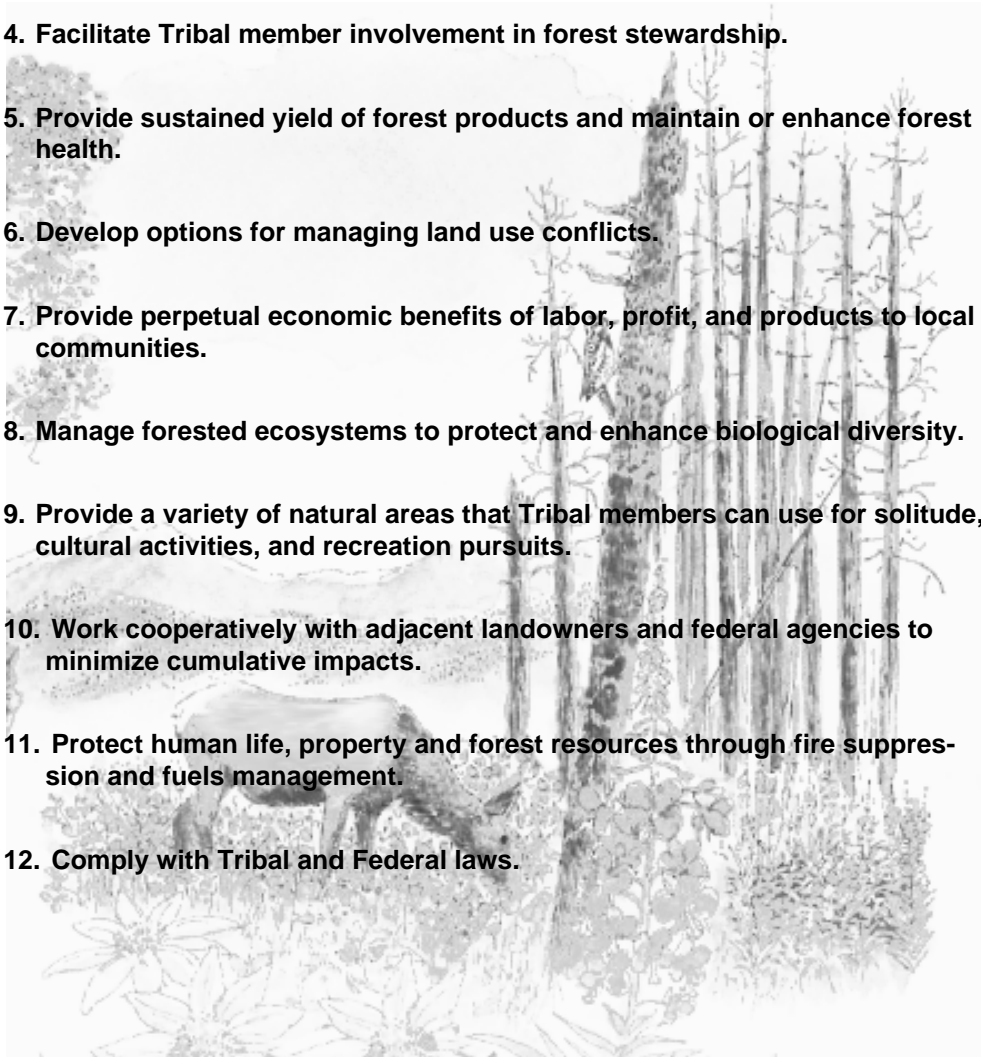 4. Facilitate Tribal member involvement in forest stewardship.
5. Provide sustained yield of forest products and maintain or enhance forest
health.
6. Develop options for managing land use conflicts.
7. Provide perpetual economic benefits of labor, profit, and products to local
communities.
8. Manage forested ecosystems to protect and enhance biological diversity.
9. Provide a variety of natural areas that Tribal members can use for solitude,
cultural activities, and recreation pursuits.
10. Work cooperatively with adjacent landowners and federal agencies to
minimize cumulative impacts.
11. Protect human life, property and forest resources through fire suppres-
sion and fuels management.
12. Comply with Tribal and Federal laws.